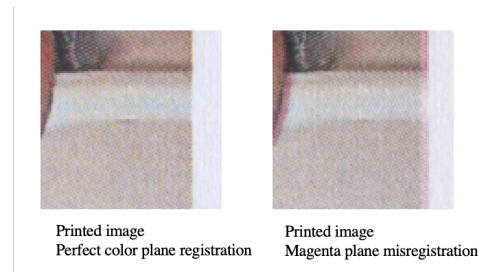 Printed image
Perfect color plane registration
Printed image
Magenta plane misregistration